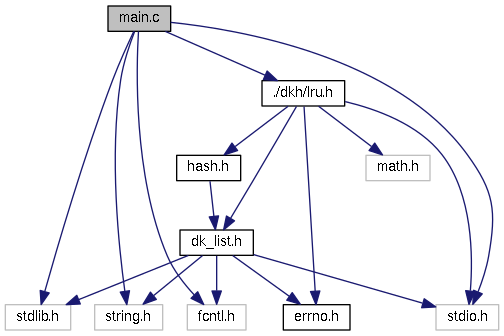 main.c
./dkh/lru.h
hash.h
math.h
dk_list.h
stdlib.h
string.h
fcntl.h
errno.h
stdio.h